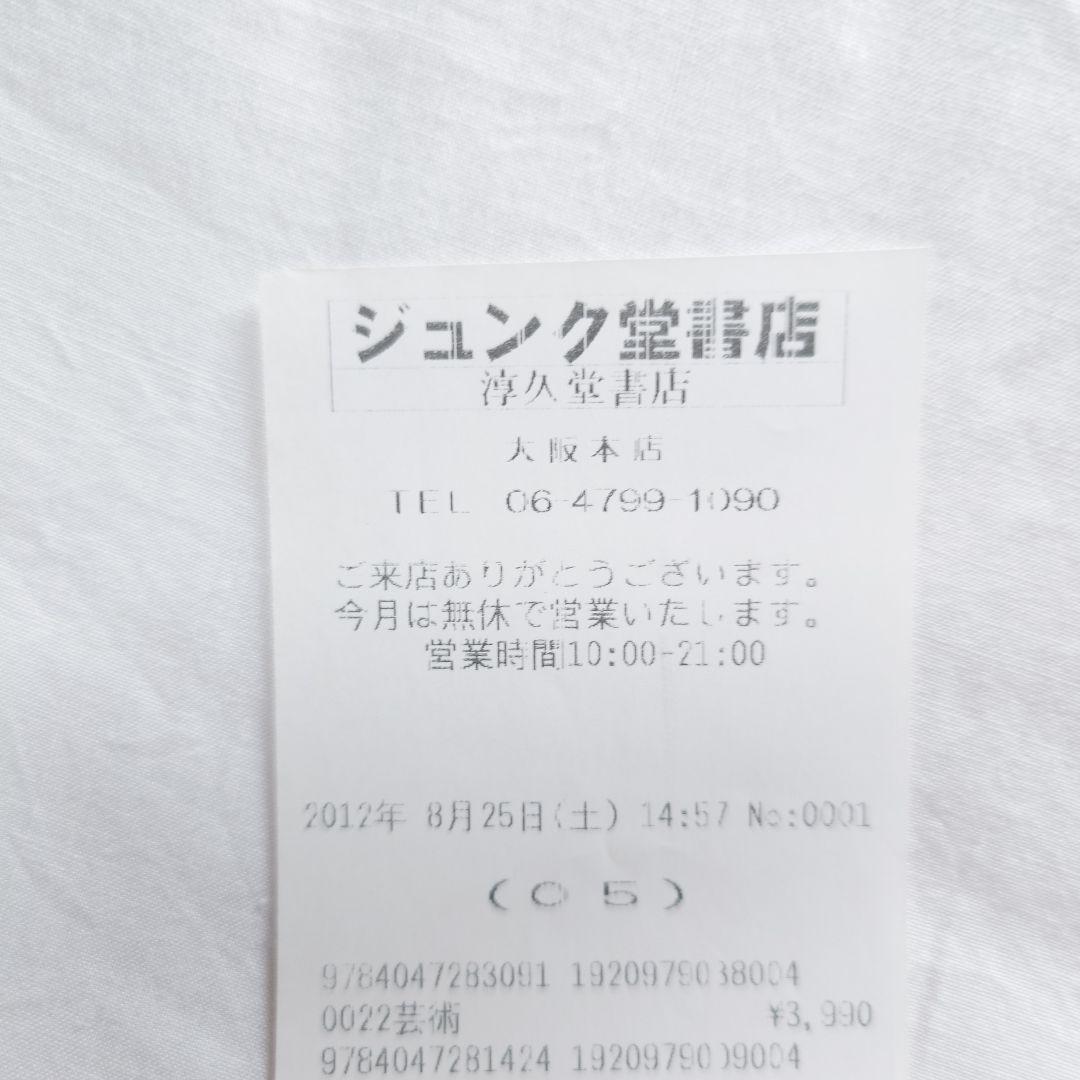 ジュンク堂書店
淳久堂書店
大阪本店
TEL 06-4799-1090
ご来店ありがとうございます。
今月は無休で営業いたします。
営業時間10:00-21:00
2012年 8月25日(土) 14:57 No:0001
(05)
9784047283091 1920979038004
0022芸術 ¥3,990
9784047281424 1920979009004